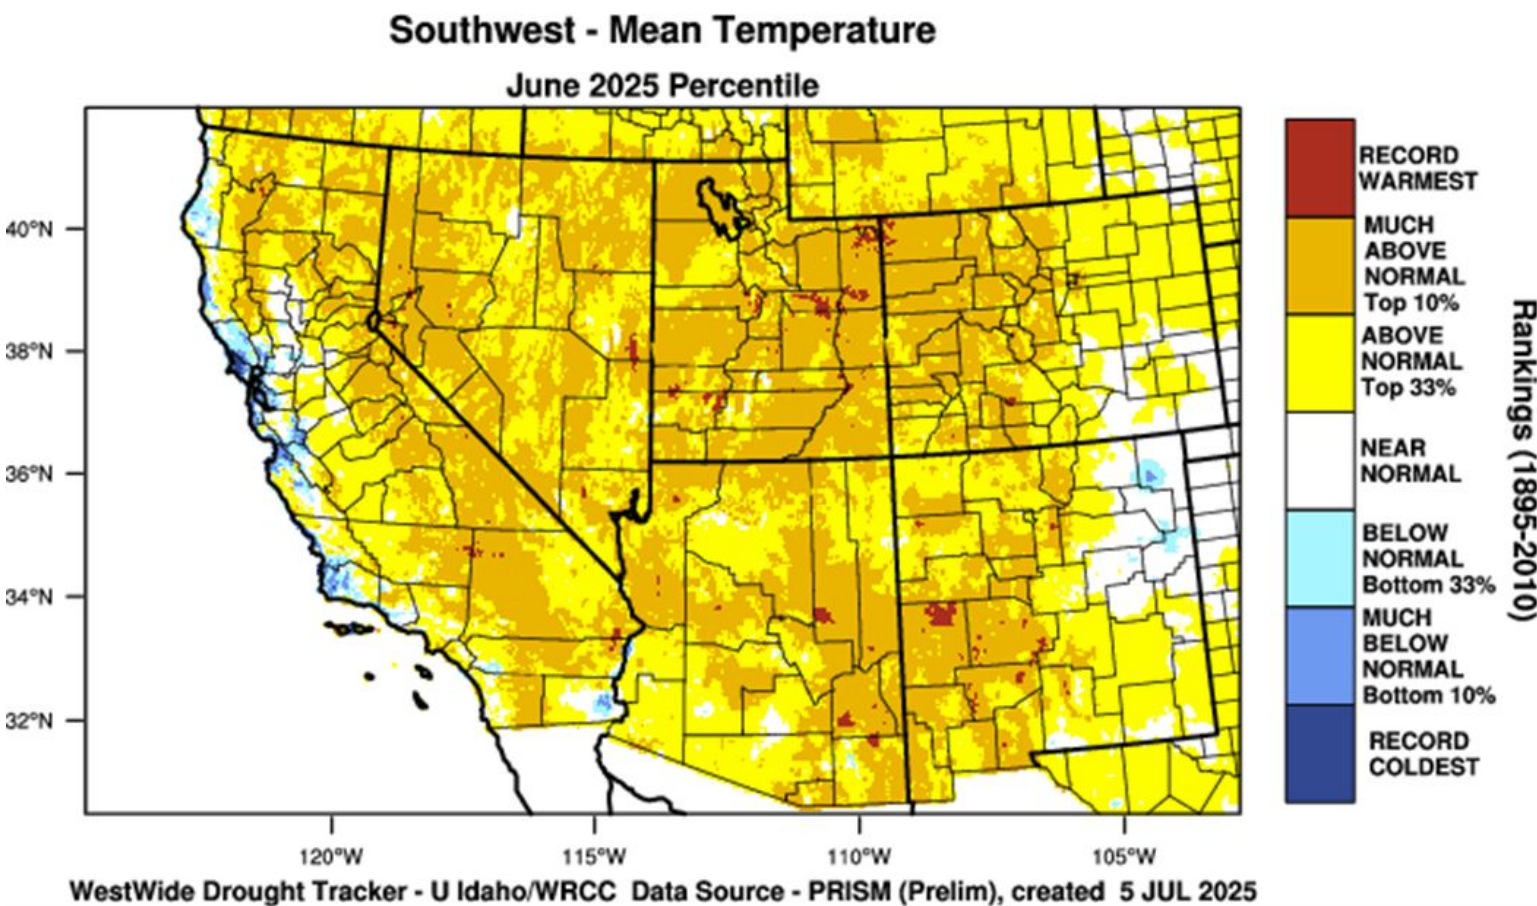 Southwest - Mean Temperature
June 2025 Percentile
40°N
38°N
36°N
34°N
32°N
120°W
115°W
110°W
105°W
RECORD
WARMEST
MUCH
ABOVE
NORMAL
Top 10%
ABOVE
NORMAL
Top 33%
NEAR
NORMAL
BELOW
NORMAL
Bottom 33%
MUCH
BELOW
NORMAL
Bottom 10%
RECORD
COLDEST
Rankings (1895-2010)
WestWide Drought Tracker - U Idaho/WRCC Data Source - PRISM (Prelim), created 5 JUL 2025